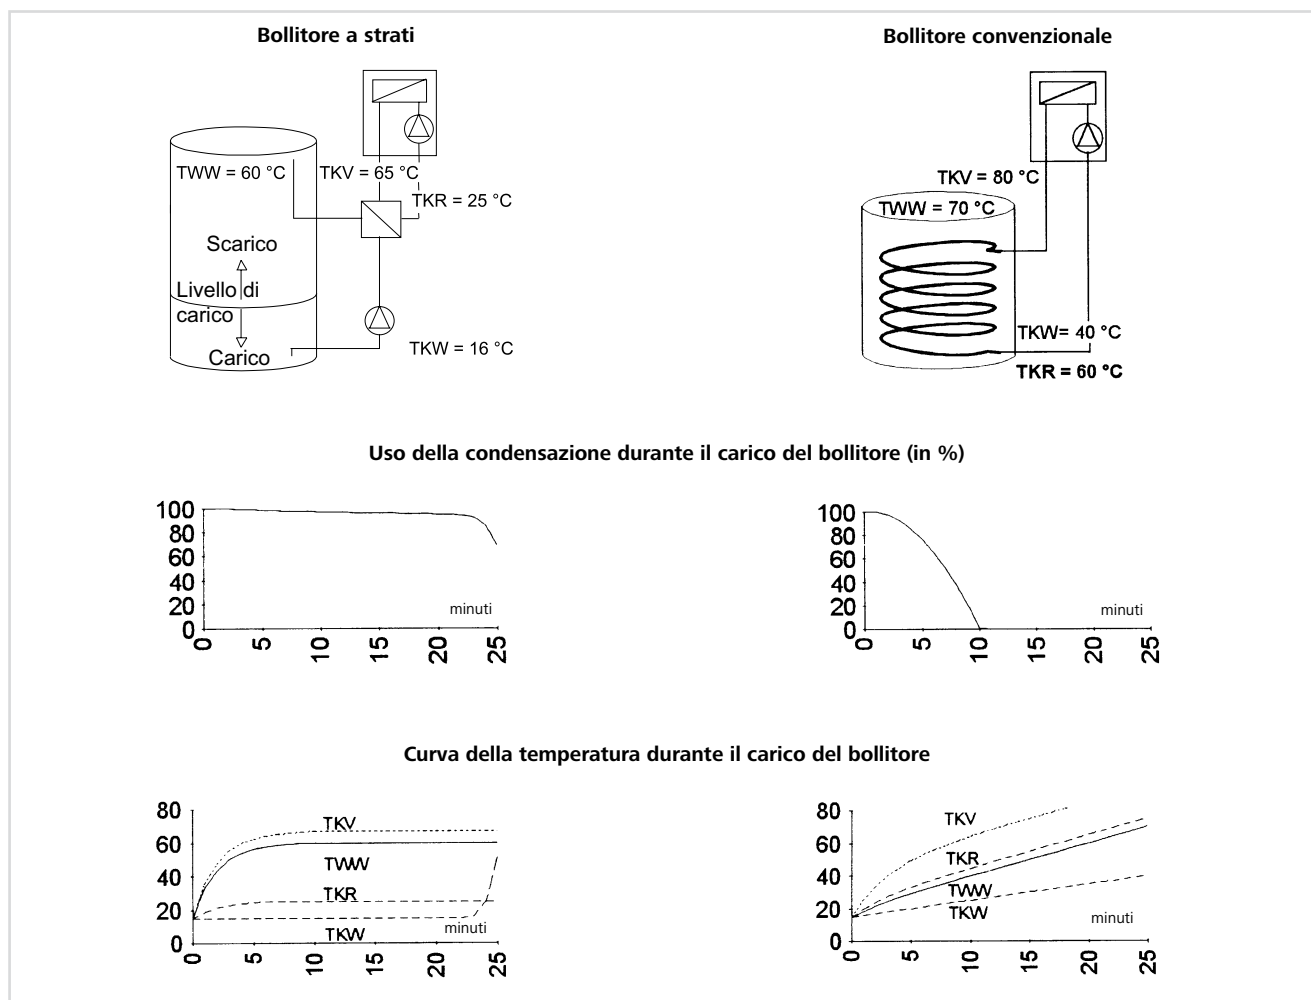 Bollitore a strati
TWW = 60 °C
TKV = 65 °C
TKR = 25 °C
Scarico
Livello di
carico
Carico
TKW = 16 °C
Bollitore convenzionale
TKV = 80 °C
TWW = 70 °C
TKW= 40 °C
TKR = 60 °C
Uso della condensazione durante il carico del bollitore (in %)
100
80
60
40
20
0
minuti
0 5 10 15 20 25
100
80
60
40
20
0
minuti
0 5 10 15 20 25
Curva della temperatura durante il carico del bollitore
80
60
40
20
0
TKV
TWW
TKR
TKW
minuti
0 5 10 15 20 25
80
60
40
20
0
TKV
TKR
TWW
TKW
minuti
0 5 10 15 20 25